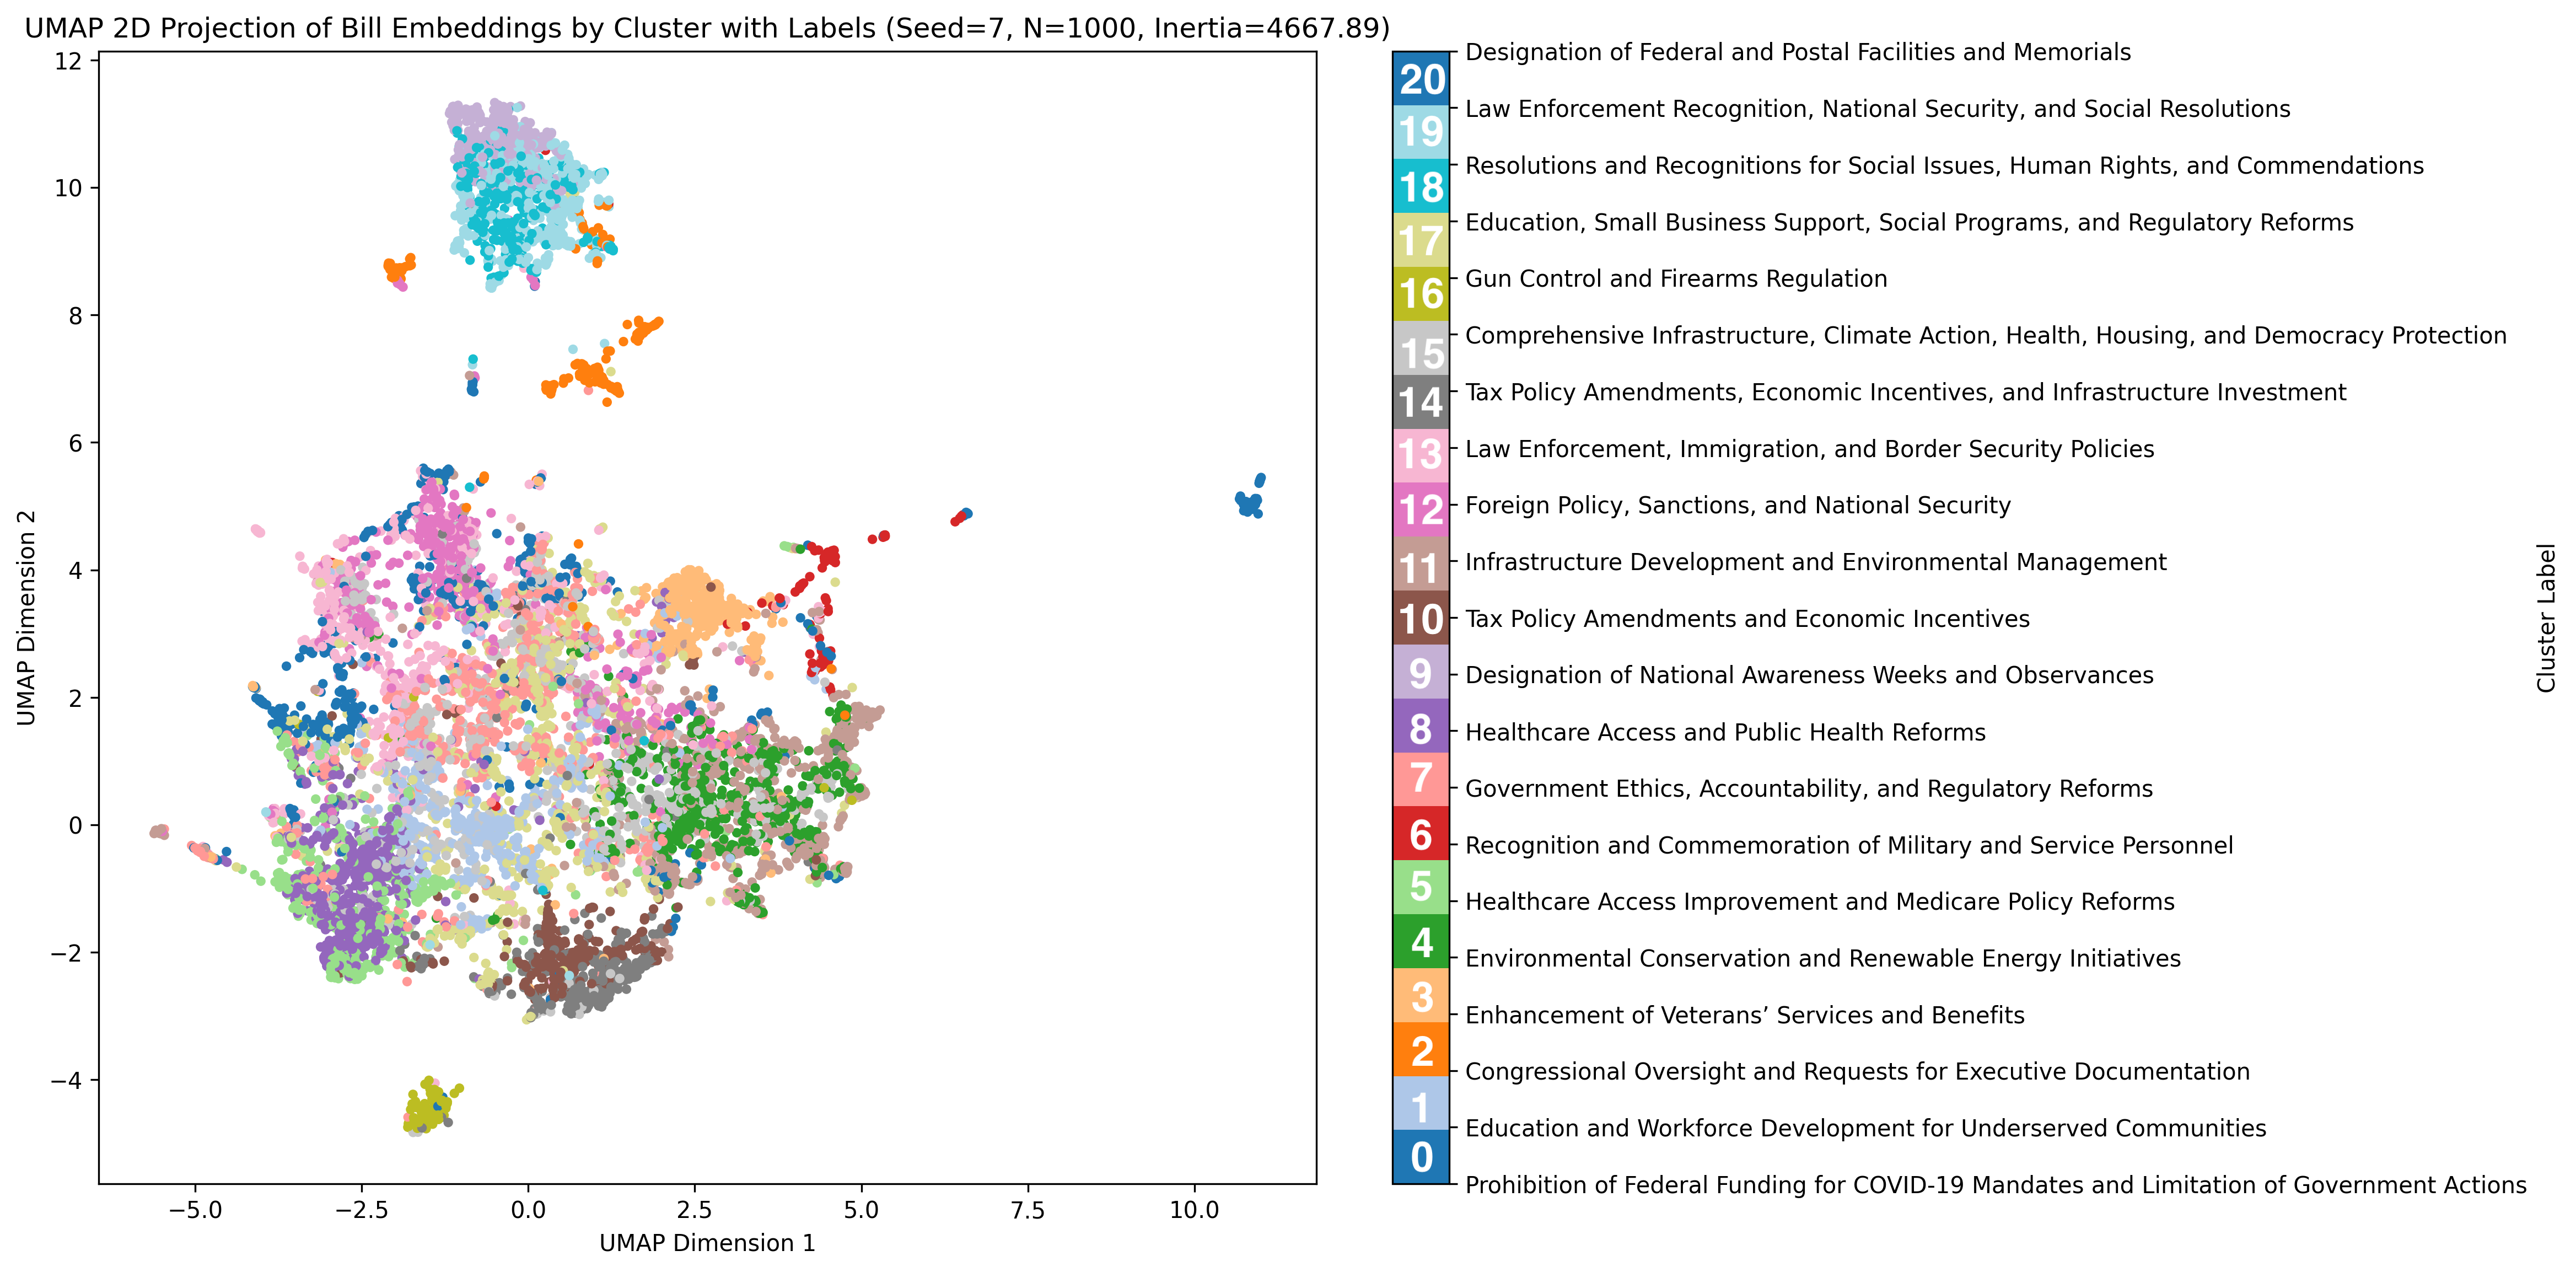 UMAP 2D Projection of Bill Embeddings by Cluster with Labels (Seed=7, N=1000, Inertia=4667.89)
UMAP Dimension 2
12
10
8
6
4
2
0
−2
−4
−5.0
−2.5
0.0
2.5
5.0
7.5
10.0
UMAP Dimension 1
20
19
18
17
16
15
14
13
12
11
10
9
8
7
6
5
4
3
2
1
0
Designation of Federal and Postal Facilities and Memorials
Law Enforcement Recognition, National Security, and Social Resolutions
Resolutions and Recognitions for Social Issues, Human Rights, and Commendations
Education, Small Business Support, Social Programs, and Regulatory Reforms
Gun Control and Firearms Regulation
Comprehensive Infrastructure, Climate Action, Health, Housing, and Democracy Protection
Tax Policy Amendments, Economic Incentives, and Infrastructure Investment
Law Enforcement, Immigration, and Border Security Policies
Foreign Policy, Sanctions, and National Security
Infrastructure Development and Environmental Management
Tax Policy Amendments and Economic Incentives
Designation of National Awareness Weeks and Observances
Healthcare Access and Public Health Reforms
Government Ethics, Accountability, and Regulatory Reforms
Recognition and Commemoration of Military and Service Personnel
Healthcare Access Improvement and Medicare Policy Reforms
Environmental Conservation and Renewable Energy Initiatives
Enhancement of Veterans’ Services and Benefits
Congressional Oversight and Requests for Executive Documentation
Education and Workforce Development for Underserved Communities
Prohibition of Federal Funding for COVID-19 Mandates and Limitation of Government Actions
Cluster Label